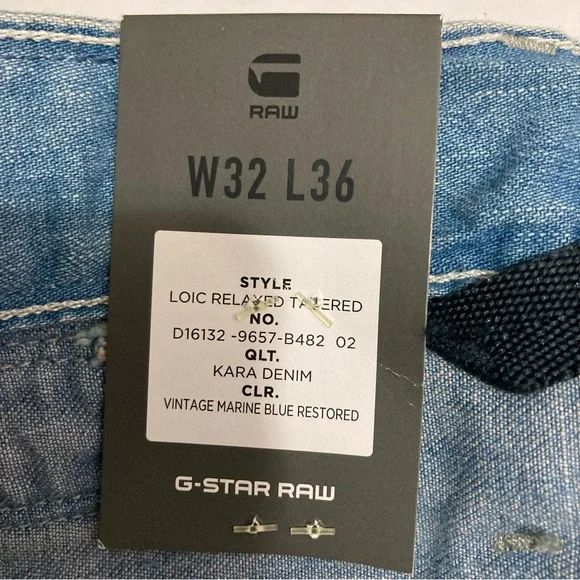 RAW
W32 L36
STYLE
LOIC RELAXED TAPERED
NO.
D16132 -9657-B482 02
QLT.
KARA DENIM
CLR.
VINTAGE MARINE BLUE RESTORED
G-STAR RAW